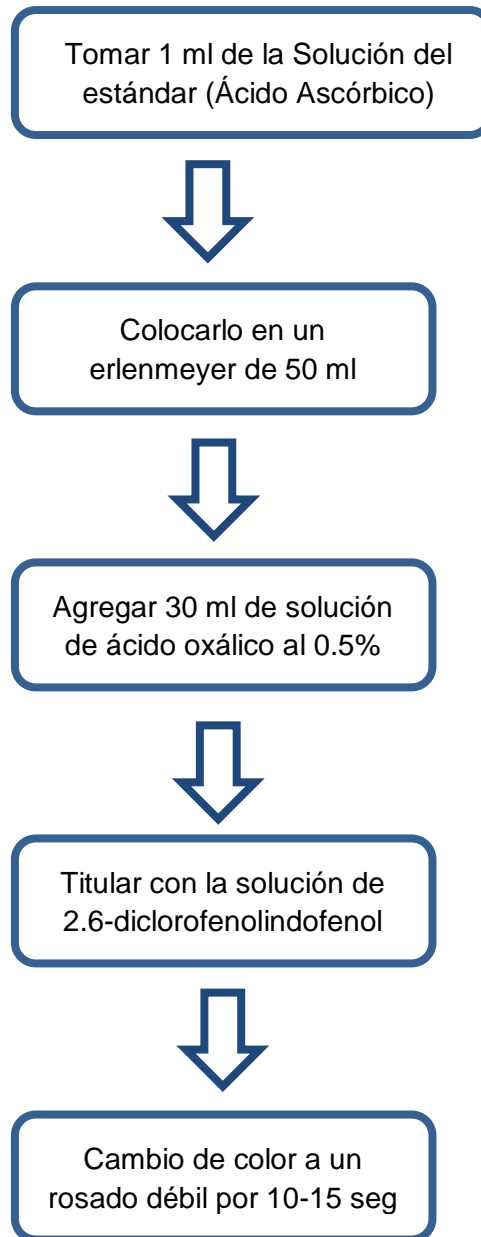 Tomar 1 ml de la Solución del
estándar (Ácido Ascórbico)
Colocarlo en un
erlenmeyer de 50 ml
Agregar 30 ml de solución
de ácido oxálico al 0.5%
Titular con la solución de
2.6-diclorofenolindofenol
Cambio de color a un
rosado débil por 10-15 seg